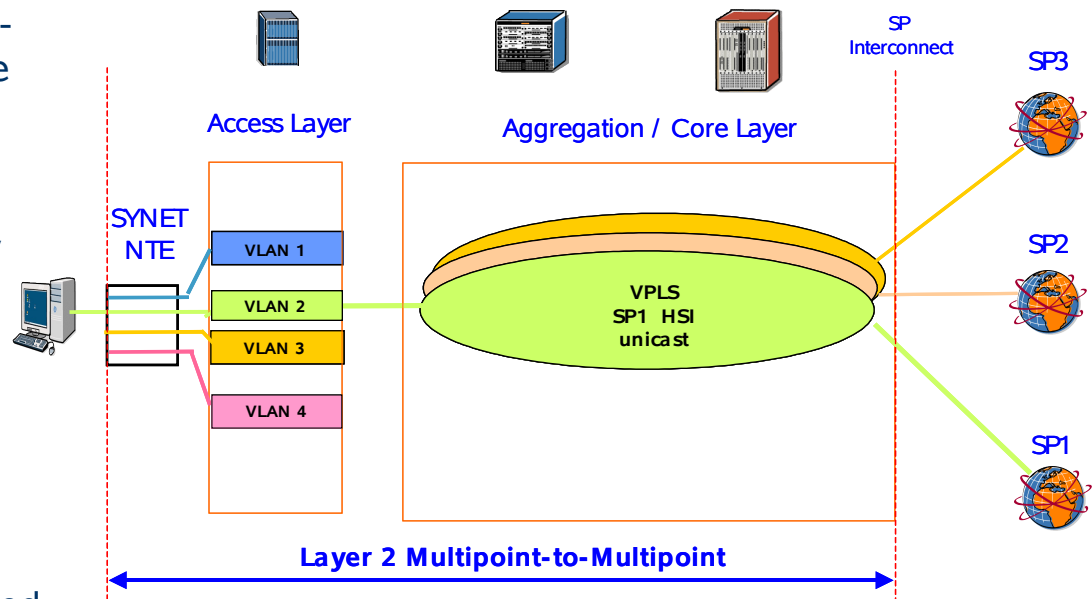 -
e
SP
Interconnect
SP3
Access Layer
Aggregation / Core Layer
SYNET
NTE
VLAN 1
VLAN 2
VLAN 3
VLAN 4
VPLS
SP1 HSI
unicast
SP2
SP1
Layer 2 Multipoint-to-Multipoint